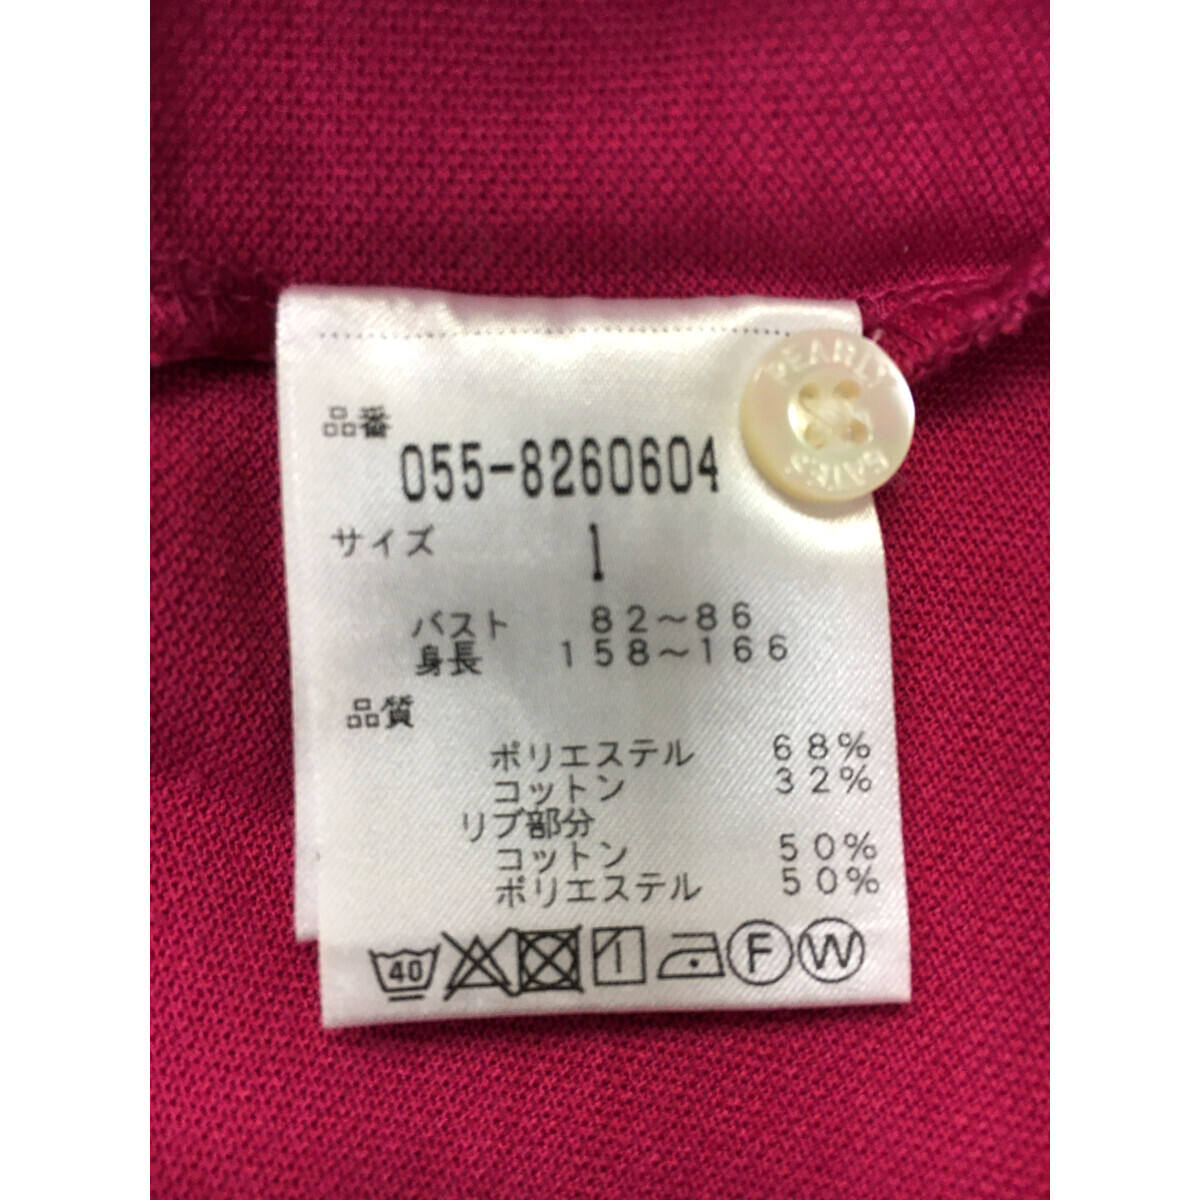 品番
055-8260604
PEARLY GATES
サイズ 1
バスト 82〜86
身長 158〜166
品質
ポリエステル 68%
コットン 32%
リブ部分
コットン 50%
ポリエステル 50%
40 F W